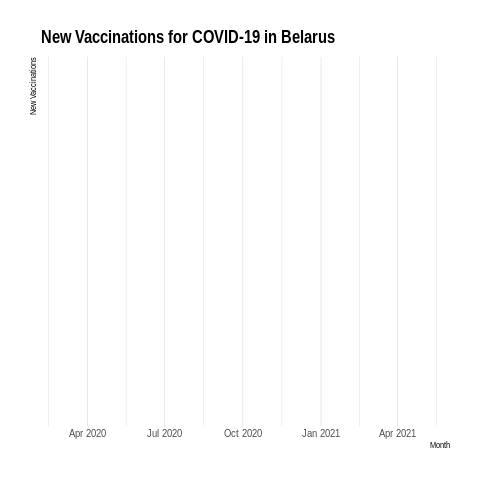 New Vaccinations for COVID-19 in Belarus
New Vaccinations
Apr 2020 Jul 2020 Oct 2020 Jan 2021 Apr 2021
Month